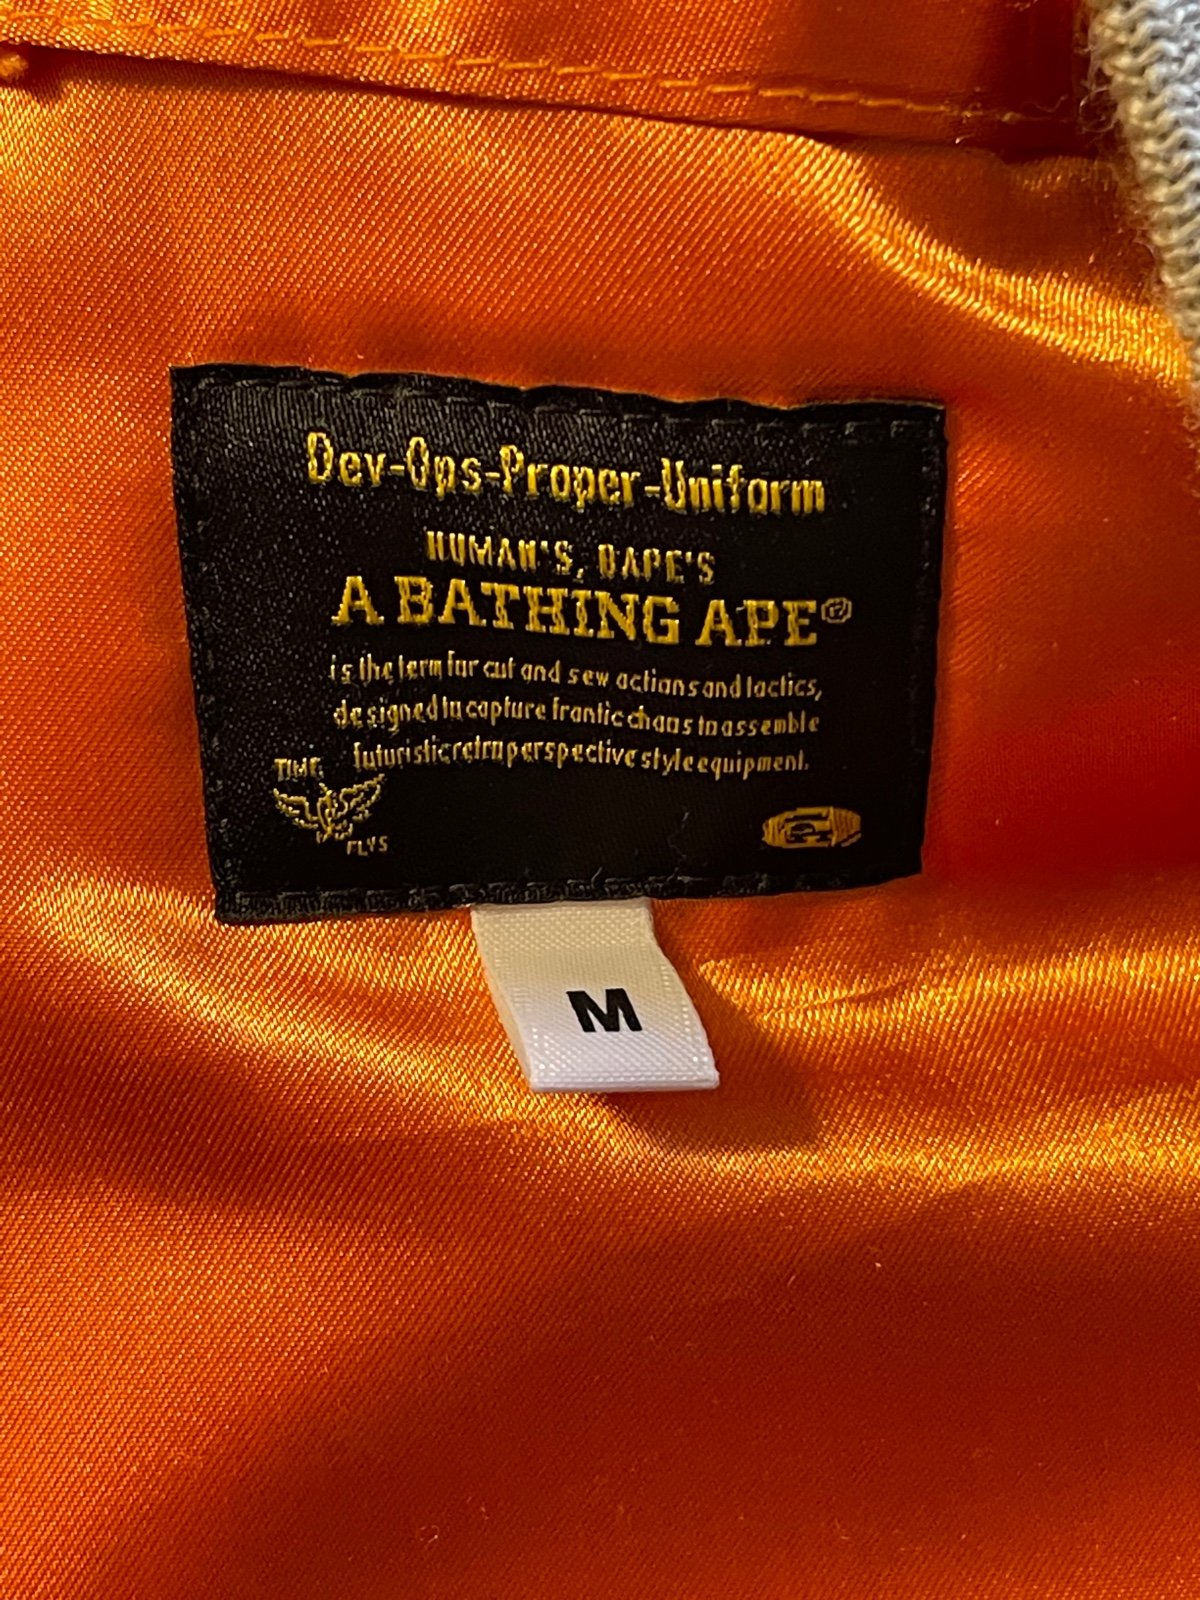 Dev-Ops-Proper-Uniform
HUMAN'S, BAPE'S
A BATHING APE®
is the term for cut and sew actions and tactics,
designed to capture frantic chaos to assemble
futuristic retro perspective style equipment.
TIME
FLYS
M